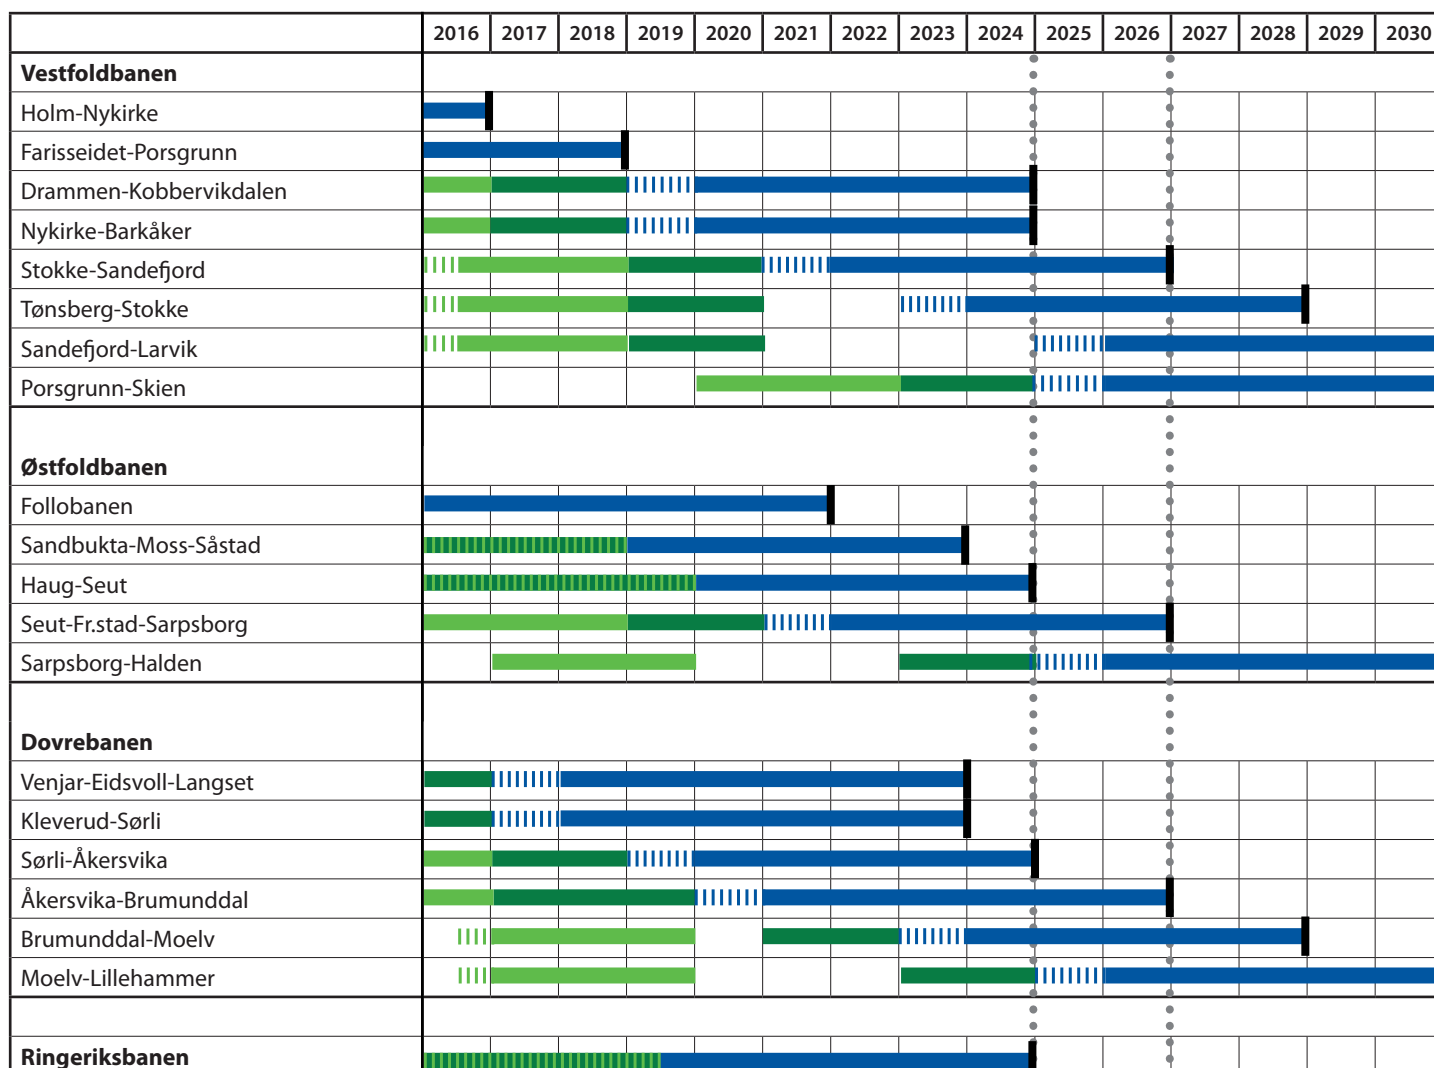 2016 2017 2018 2019 2020 2021 2022 2023 2024 2025 2026 2027 2028 2029 2030
Vestfoldbanen
Holm-Nykirke
Farisseidet-Porsgrunn
Drammen-Kobbervikdalen
Nykirke-Barkåker
Stokke-Sandefjord
Tønsberg-Stokke
Sandefjord-Larvik
Porsgrunn-Skien
Østfoldbanen
Follobanen
Sandbukta-Moss-Såstad
Haug-Seut
Seut-Fr.stad-Sarpsborg
Sarpsborg-Halden
Dovrebanen
Venjar-Eidsvoll-Langset
Kleverud-Sørli
Sørli-Åkersvika
Åkersvika-Brumunddal
Brumunddal-Moelv
Moelv-Lillehammer
Ringeriksbanen